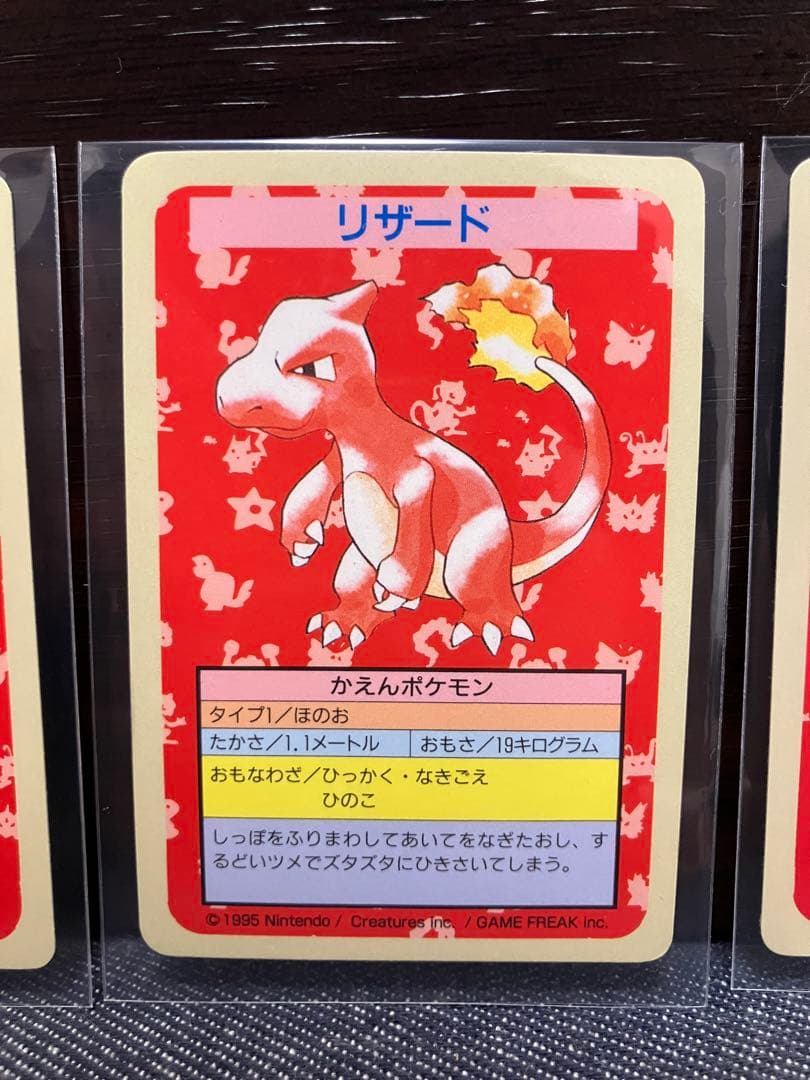 リザード
かえんポケモン
タイプ1／ほのお
たかさ／1.1メートル おもさ／19キログラム
おもなわざ／ひっかく・なきごえ
ひのこ
しっぽをふりまわしてあいてをなぎたおし、す
るどいツメでズタズタにひきさいてしまう。
©1995 Nintendo / Creatures inc. / GAME FREAK inc.